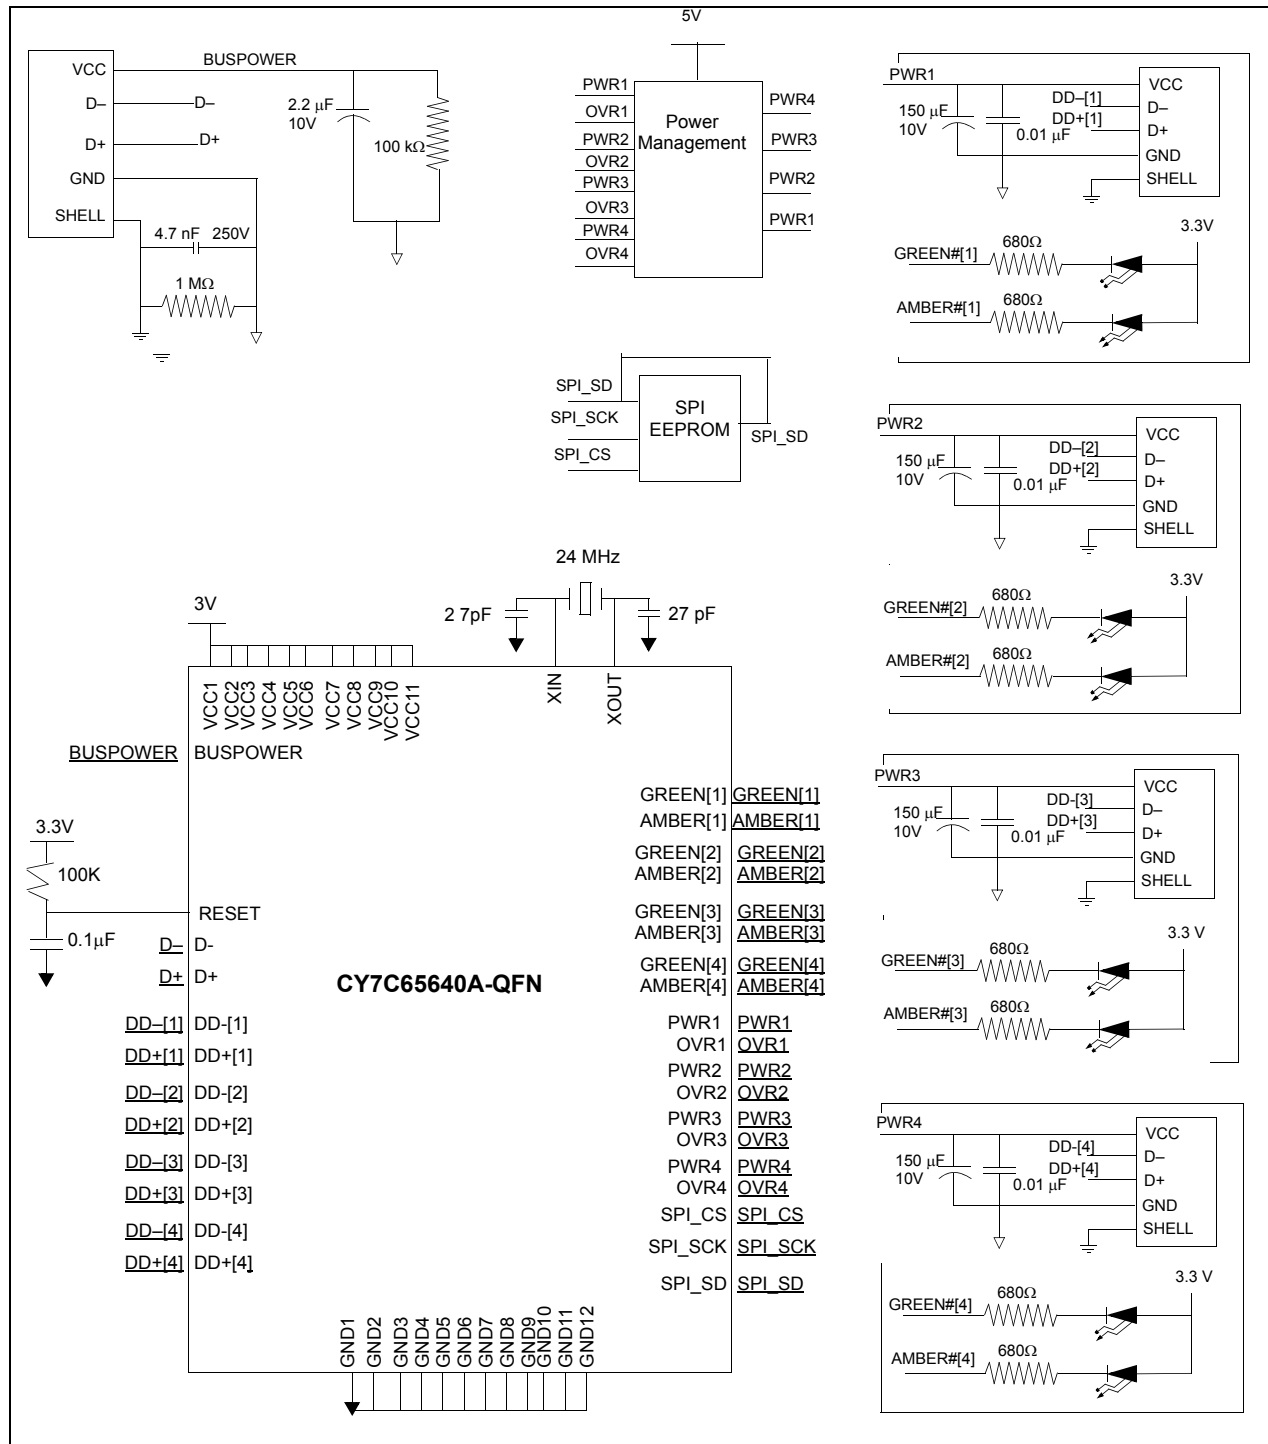 VCC
D–
D+
GND
SHELL
BUSPOWER
D–
D+
2.2 μF
10V
100 kΩ
4.7 nF 250V
1 MΩ
5V
PWR1
OVR1
PWR2
OVR2
PWR3
OVR3
PWR4
OVR4
Power
Management
PWR4
PWR3
PWR2
PWR1
SPI_SD
SPI_SCK
SPI_CS
SPI
EEPROM
SPI_SD
PWR1
150 μF
10V
0.01 μF
DD–[1]
DD+[1]
VCC
D–
D+
GND
SHELL
3.3V
GREEN#[1]
680Ω
AMBER#[1]
680Ω
PWR2
150 μF
10V
0.01 μF
DD–[2]
DD+[2]
VCC
D–
D+
GND
SHELL
3.3V
GREEN#[2]
680Ω
AMBER#[2]
680Ω
PWR3
150 μF
10V
0.01 μF
DD-[3]
DD+[3]
VCC
D–
D+
GND
SHELL
3.3 V
GREEN#[3]
680Ω
AMBER#[3]
680Ω
PWR4
150 μF
10V
0.01 μF
DD-[4]
DD+[4]
VCC
D–
D+
GND
SHELL
3.3 V
GREEN#[4]
680Ω
AMBER#[4]
680Ω
24 MHz
2 7pF
27 pF
3V
VCC1
VCC2
VCC3
VCC4
VCC5
VCC6
VCC7
VCC8
VCC9
VCC10
VCC11
XIN
XOUT
BUSPOWER BUSPOWER
3.3V
100K
RESET
0.1μF
D– D-
D+ D+
DD–[1] DD-[1]
DD+[1] DD+[1]
DD–[2] DD-[2]
DD+[2] DD+[2]
DD–[3] DD-[3]
DD+[3] DD+[3]
DD–[4] DD-[4]
DD+[4] DD+[4]
CY7C65640A-QFN
GREEN[1] GREEN[1]
AMBER[1] AMBER[1]
GREEN[2] GREEN[2]
AMBER[2] AMBER[2]
GREEN[3] GREEN[3]
AMBER[3] AMBER[3]
GREEN[4] GREEN[4]
AMBER[4] AMBER[4]
PWR1 PWR1
OVR1 OVR1
PWR2 PWR2
OVR2 OVR2
PWR3 PWR3
OVR3 OVR3
PWR4 PWR4
OVR4 OVR4
SPI_CS SPI_CS
SPI_SCK SPI_SCK
SPI_SD SPI_SD
GND1
GND2
GND3
GND4
GND5
GND6
GND7
GND8
GND9
GND10
GND11
GND12